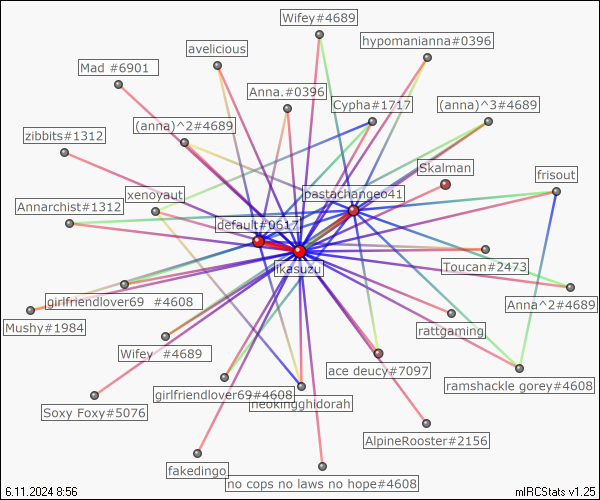 Wifey#4689
hypomanianna#0396
avelicious
Mad #6901
Anna.#0396
Cypha#1717
(anna)^3#4689
(anna)^2#4689
zibbits#1312
Skalman
frisout
xenoyaut
pastachangeo41
Annarchist#1312
default#0617
ikasuzu
Toucan#2473
girlfriendlover69 #4608
Anna^2#4689
Mushy#1984
rattgaming
Wifey #4689
ace deucy#7097
ramshackle gorey#4608
girlfriendlover69#4608
neokingghidorah
Soxy Foxy#5076
AlpineRooster#2156
fakedingo
no cops no laws no hope#4608
6.11.2024 8:56
mIRCStats v1.25